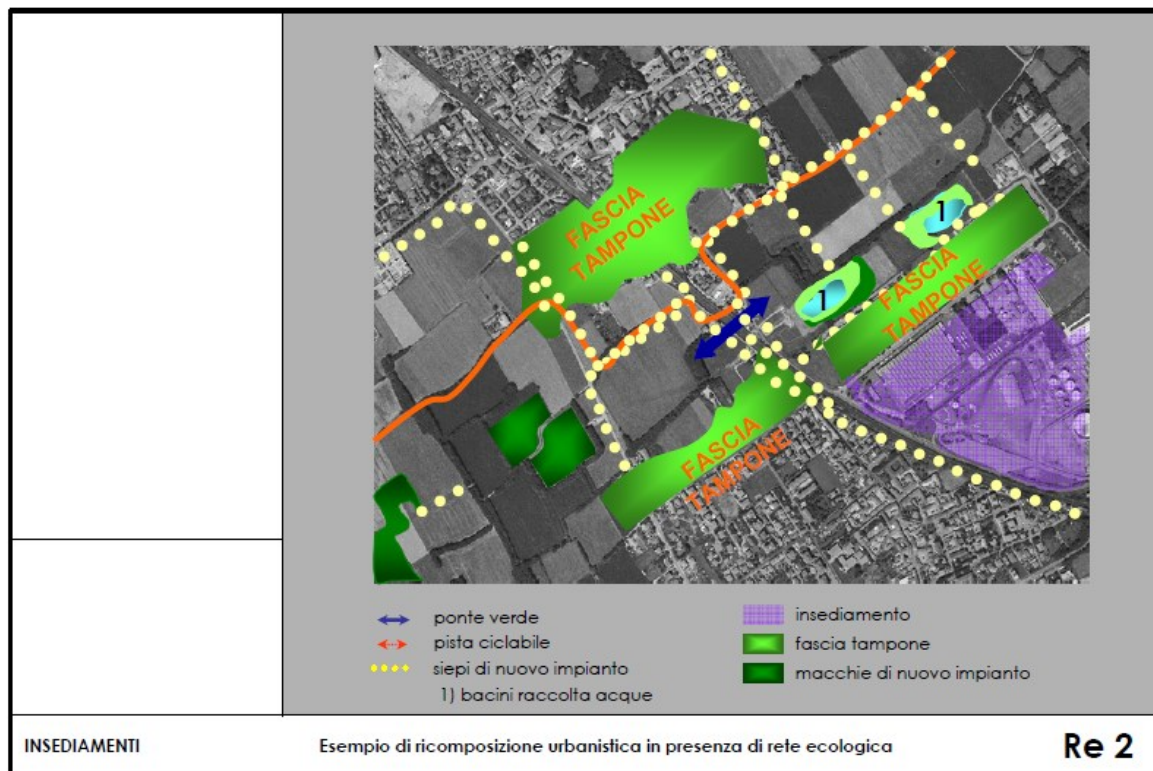 FASCIA
TAMPONE
1
1
FASCIA
TAMPONE
FASCIA
TAMPONE
ponte verde
pista ciclabile
siepi di nuovo impianto
1) bacini raccolta acque
insediamento
fascia tampone
macchie di nuovo impianto
INSEDIAMENTI
Esempio di ricomposizione urbanistica in presenza di rete ecologica
Re 2